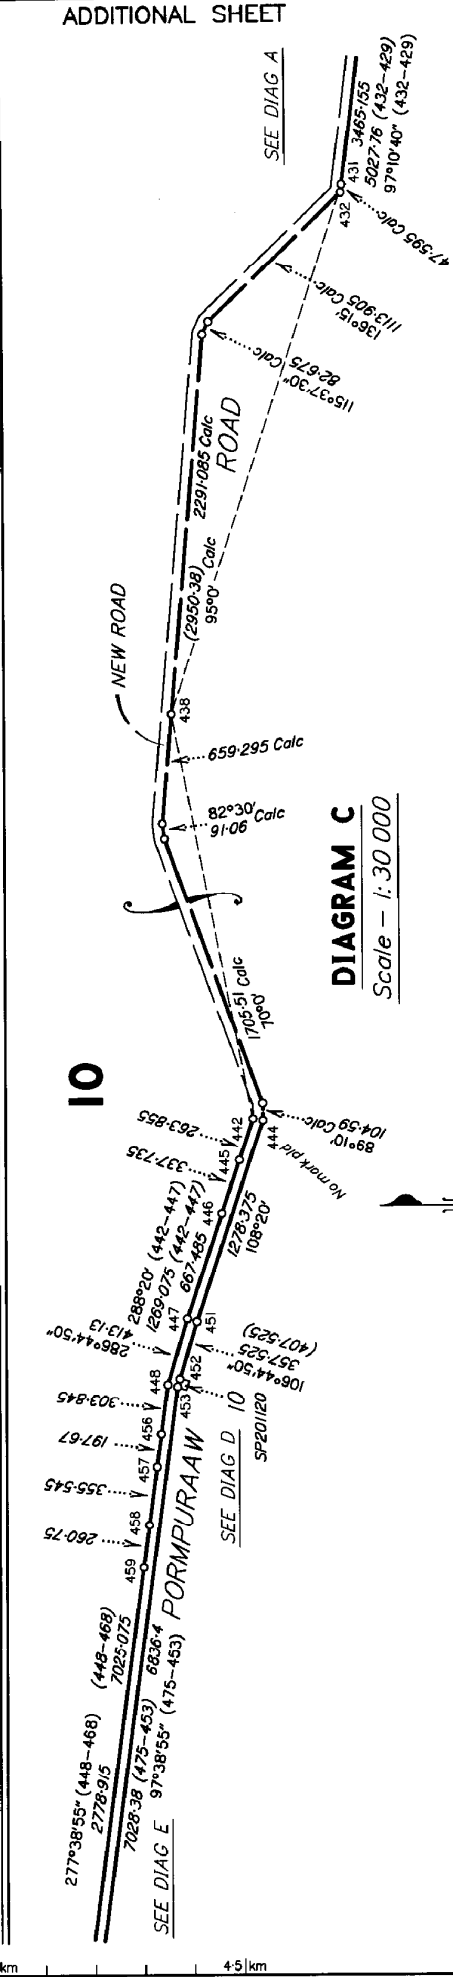 ADDITIONAL SHEET
SEE DIAG A
431 3465·155
5027·76 (432–429)
97°10'40" (432–429)
432
47·595 Calc
1113·905 Calc
136°15'
82·675 Calc
115°37'30"
2291·085 Calc
ROAD
(2950·38)
95°0' Calc
NEW ROAD
438
659·295 Calc
82°30'
91·06 Calc
DIAGRAM C
Scale – 1: 30 000
1705·51 Calc
70°0'
10
104·59 Calc
89°10'
444
No mark pld
442
263·855
445
337·735
446
288°20' (442–447)
1269·075 (442–447)
667·485
1278·375
108°20'
447
451
286°44'50"
413·13
448
452
453
106°44'50"
357·525
(407·525)
303·845
456
197·67
457
355·545
458
260·75
459
10
SP201120
SEE DIAG D
PORMPURAAW
(448–468)
7025·075
6836·4
277°38'55" (448–468)
2778·915
7028·38 (475–453)
97°38'55" (475–453)
SEE DIAG E
km
4·5 km